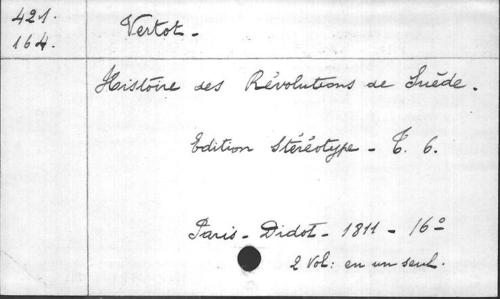 421. Vertot -
164.
Histoire des Révolutions de Suède.
Edition Stéréotype - T. 6.
Paris - Didot - 1811 - 16º
2 Vol: en un seul.